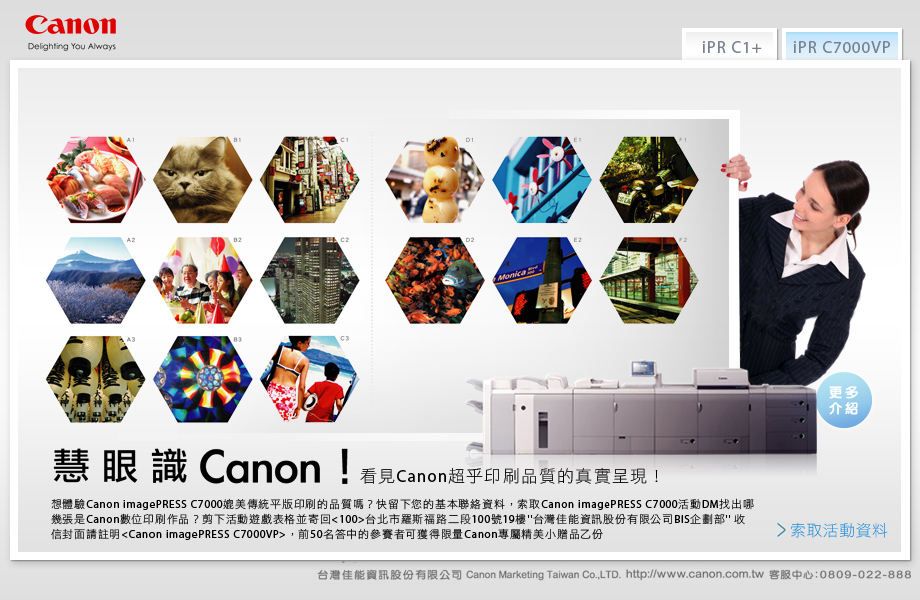 Canon
Delighting You Always
iPR C1+
iPR C7000VP
A1
B1
C1
D1
E1
F1
A2
B2
C2
D2
E2
F2
Monica
A3
B3
C3
更多
介紹
慧眼識Canon！
看見Canon超乎印刷品質的真實呈現！
想體驗Canon imagePRESS C7000媲美傳統平版印刷的品質嗎？快留下您的基本聯絡資料，索取Canon imagePRESS C7000活動DM找出哪
幾張是Canon數位印刷作品？剪下活動遊戲表格並寄回<100>台北市羅斯福路二段100號19樓"台灣佳能資訊股份有限公司BIS企劃部" 收
信封面請註明<Canon imagePRESS C7000VP>，前50名答中的參賽者可獲得限量Canon專屬精美小贈品乙份
索取活動資料
台灣佳能資訊股份有限公司 Canon Marketing Taiwan Co.,LTD. http://www.canon.com.tw 客服中心：0809-022-888